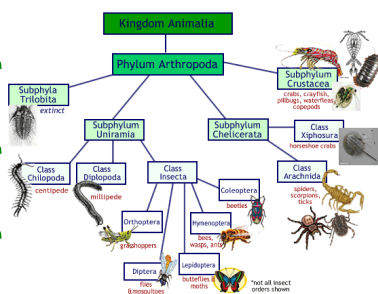 Kingdom Animalia
Phylum Arthropoda
Subphyla
Trilobita
extinct
Subphylum
Crustacea
crabs, crayfish,
pillbugs, waterfleas,
copepods
Subphylum
Uniramia
Subphylum
Chelicerata
Class
Xiphosura
horseshoe crabs
Class
Chilopoda
centipede
Class
Diplopoda
millipede
Class
Insecta
Class
Arachnida
spiders,
scorpions,
ticks
Coleoptera
beetles
Orthoptera
grasshoppers
Hymenoptera
bees,
wasps, ants
Diptera
flies
&mosquitoes
Lepidoptera
butterflies &
moths
*not all insect
orders shown